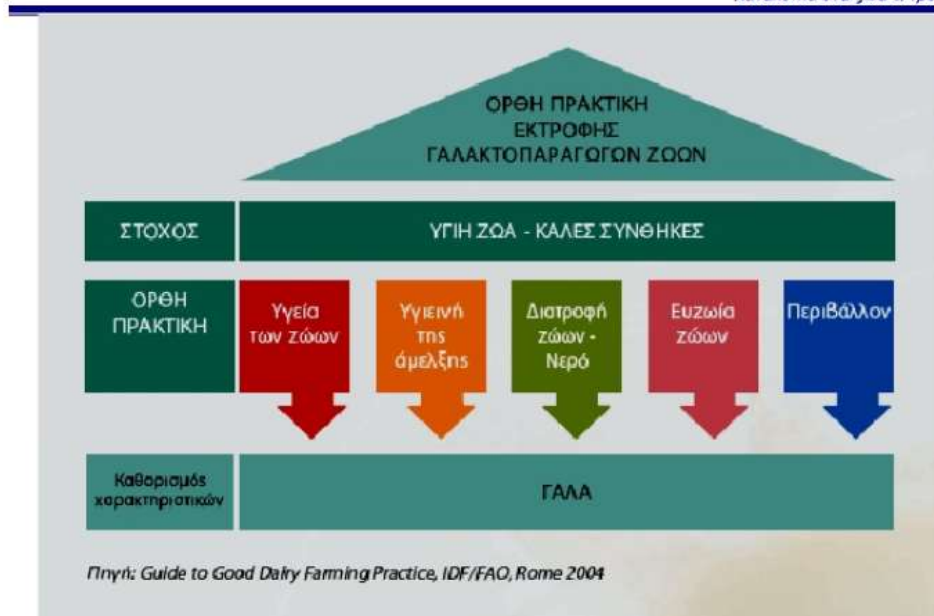 ΟΡΘΗ ΠΡΑΚΤΙΚΗ
ΕΚΤΡΟΦΗΣ
ΓΑΛΑΚΤΟΠΑΡΑΓΩΓΩΝ ΖΩΩΝ
ΣΤΟΧΟΣ
ΥΓΙΗ ΖΩΑ - ΚΑΛΕΣ ΣΥΝΘΗΚΕΣ
ΟΡΘΗ
ΠΡΑΚΤΙΚΗ
Υγεία
των ζώων
Υγιεινή
της
άμελξης
Διατροφή
ζώων -
Νερό
Ευζωία
ζώων
Περιβάλλον
Καθορισμός
χαρακτηριστικών
ΓΑΛΑ
Πηγή: Guide to Good Dairy Farming Practice, IDF/FAO, Rome 2004